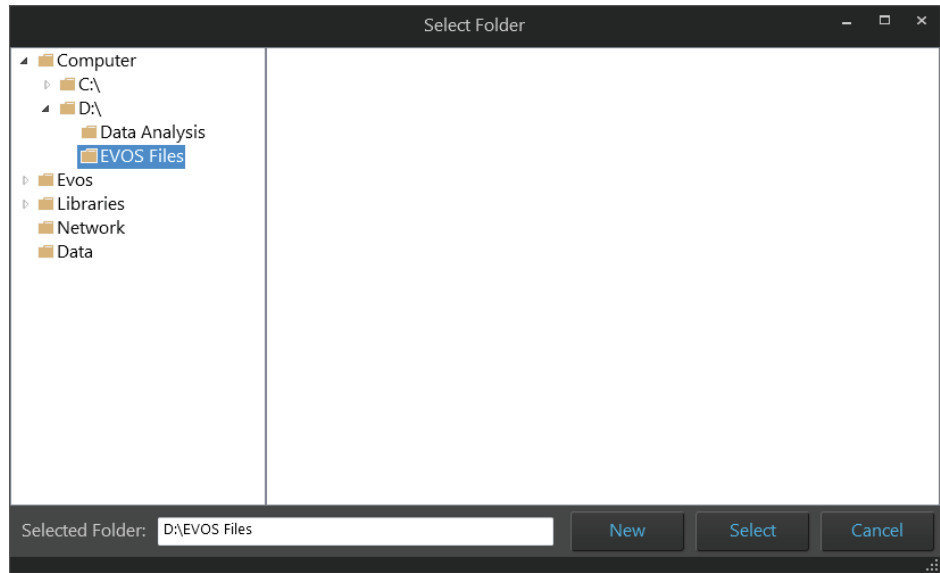 Select Folder
Computer
C:\
D:\
Data Analysis
EVOS Files
Evos
Libraries
Network
Data
Selected Folder: D:\EVOS Files New Select Cancel